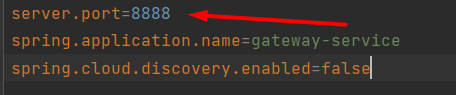 server.port=8888
spring.application.name=gateway-service
spring.cloud.discovery.enabled=false